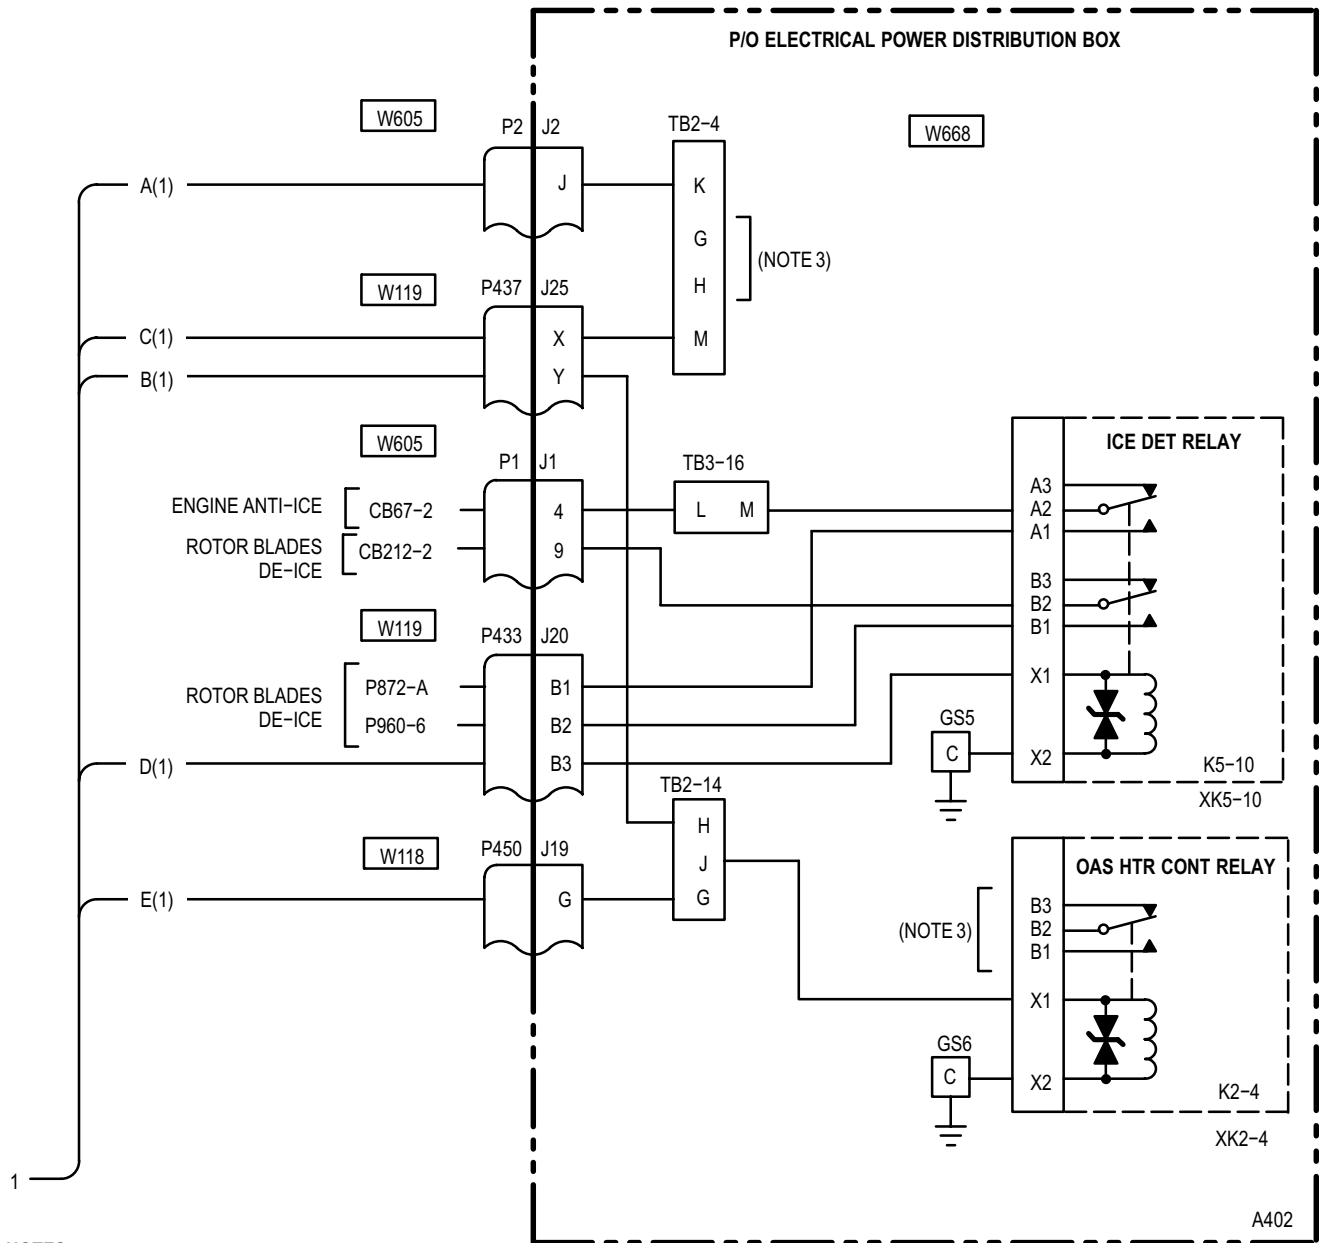 P/O ELECTRICAL POWER DISTRIBUTION BOX
W605
P2 J2
TB2−4
W668
A(1)
J
K
G
H
(NOTE 3)
W119
P437 J25
C(1)
X
M
B(1)
Y
W605
P1 J1
TB3−16
ICE DET RELAY
ENGINE ANTI−ICE
CB67−2
4
L M
A3
A2
A1
ROTOR BLADES
DE−ICE
CB212−2
9
B3
B2
B1
W119
P433 J20
ROTOR BLADES
DE−ICE
P872−A
B1
X1
P960−6
B2
GS5
C
X2
D(1)
B3
K5−10
XK5−10
TB2−14
H
J
G
W118
P450 J19
E(1)
G
OAS HTR CONT RELAY
(NOTE 3)
B3
B2
B1
X1
GS6
C
X2
K2−4
XK2−4
1
A402